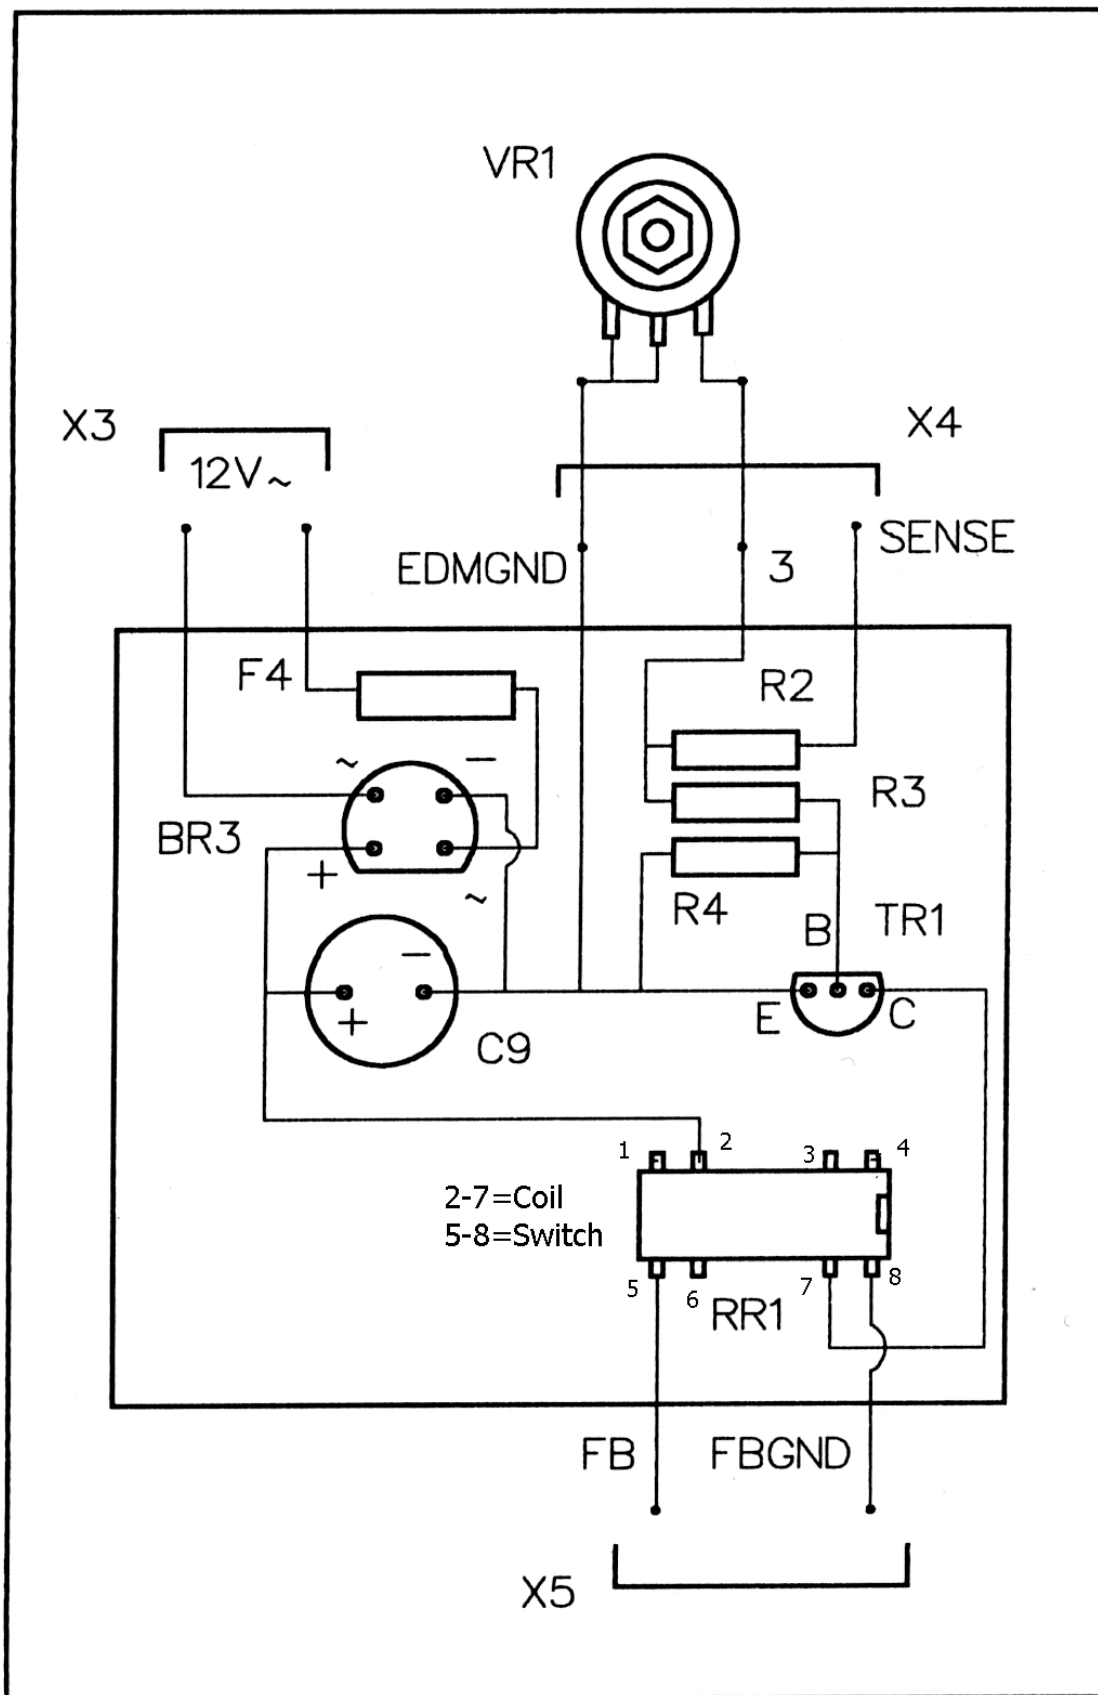 VR1
X3
X4
12V~
SENSE
EDMGND
3
F4
R2
~
−
R3
BR3
+
~
R4
TR1
B
−
+
E
C
C9
1
2
3
4
2-7=Coil
5-8=Switch
5
6
7
8
RR1
FB
FBGND
X5